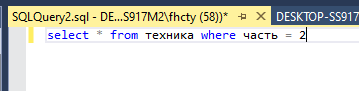 SQLQuery2.sql - DE...S917M2\fhcty (58))* DESKTOP-SS917
select * from техника where часть = 2